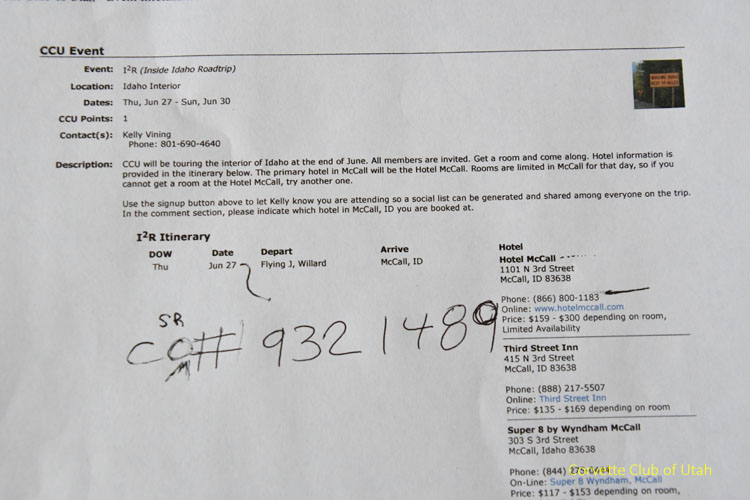 CCU Event
Event: I²R (Inside Idaho Roadtrip)
Location: Idaho Interior
Dates: Thu, Jun 27 - Sun, Jun 30
CCU Points: 1
Contact(s): Kelly Vining
Phone: 801-690-4640
Description: CCU will be touring the interior of Idaho at the end of June. All members are invited. Get a room and come along. Hotel information is
provided in the itinerary below. The primary hotel in McCall will be the Hotel McCall. Rooms are limited in McCall for that day, so if you
cannot get a room at the Hotel McCall, try another one.
Use the signup button above to let Kelly know you are attending so a social list can be generated and shared among everyone on the trip.
In the comment section, please indicate which hotel in McCall, ID you are booked at.
I²R Itinerary
DOW Date Depart Arrive Hotel
Thu Jun 27 Flying J, Willard McCall, ID Hotel McCall
1101 N 3rd Street
McCall, ID 83638
Phone: (866) 800-1183
Online: www.hotelmccall.com
Price: $159 - $300 depending on room,
Limited Availability
SR
# 9321489
Third Street Inn
415 N 3rd Street
McCall, ID 83638
Phone: (888) 217-5507
Online: Third Street Inn
Price: $135 - $169 depending on room
Super 8 by Wyndham McCall
303 S 3rd Street
McCall, Idaho 83638
Phone: (844)
Corvette Club of Utah
On-Line: Super 8 Wyndham, McCall
Price: $117 - $153 depending on room,